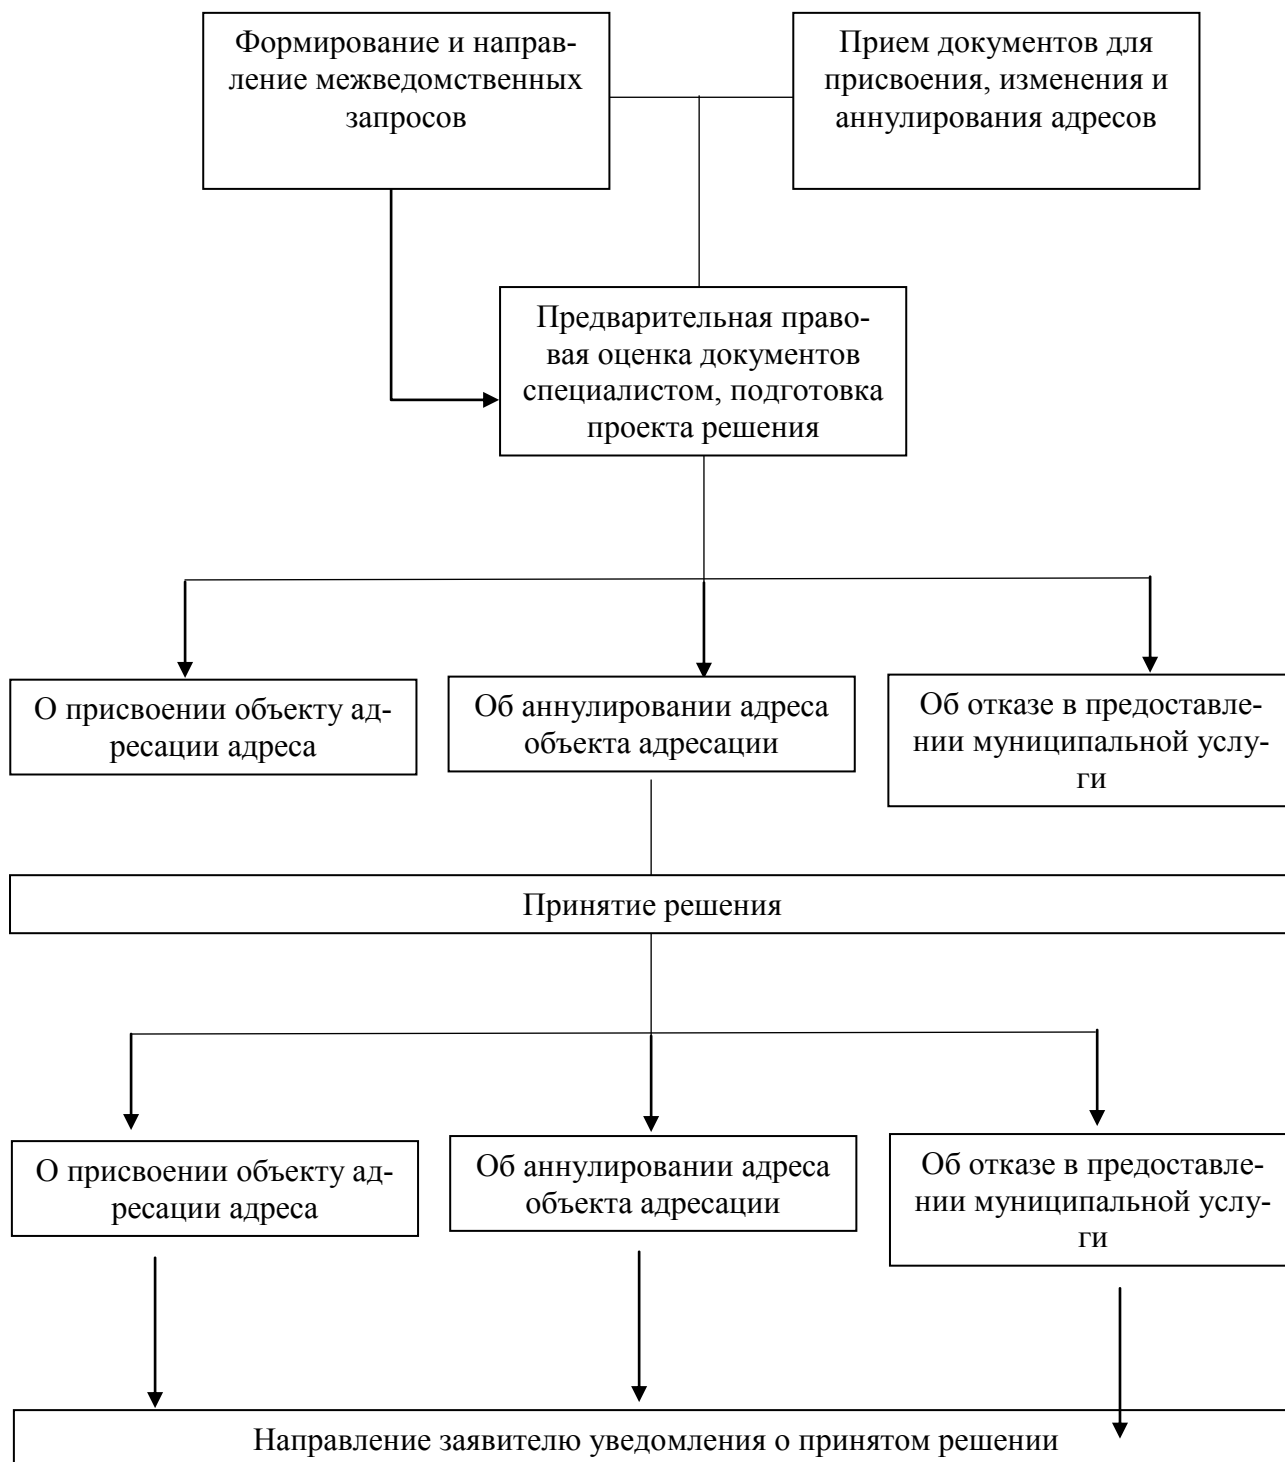 Формирование и направ-
ление межведомственных
запросов
Прием документов для
присвоения, изменения и
аннулирования адресов
Предварительная право-
вая оценка документов
специалистом, подготовка
проекта решения
О присвоении объекту ад-
ресации адреса
Об аннулировании адреса
объекта адресации
Об отказе в предоставле-
нии муниципальной услу-
ги
Принятие решения
О присвоении объекту ад-
ресации адреса
Об аннулировании адреса
объекта адресации
Об отказе в предоставле-
нии муниципальной услу-
ги
Направление заявителю уведомления о принятом решении